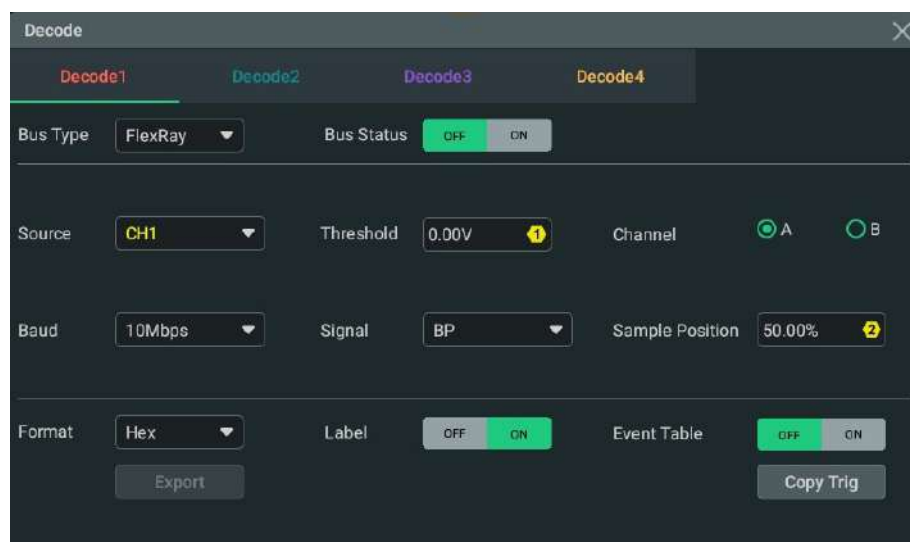 Decode
Decode1 Decode2 Decode3 Decode4
Bus Type FlexRay Bus Status OFF ON
Source CH1 Threshold 0.00V 1 Channel A B
Baud 10Mbps Signal BP Sample Position 50.00% 2
Format Hex Label OFF ON Event Table OFF ON
Export Copy Trig